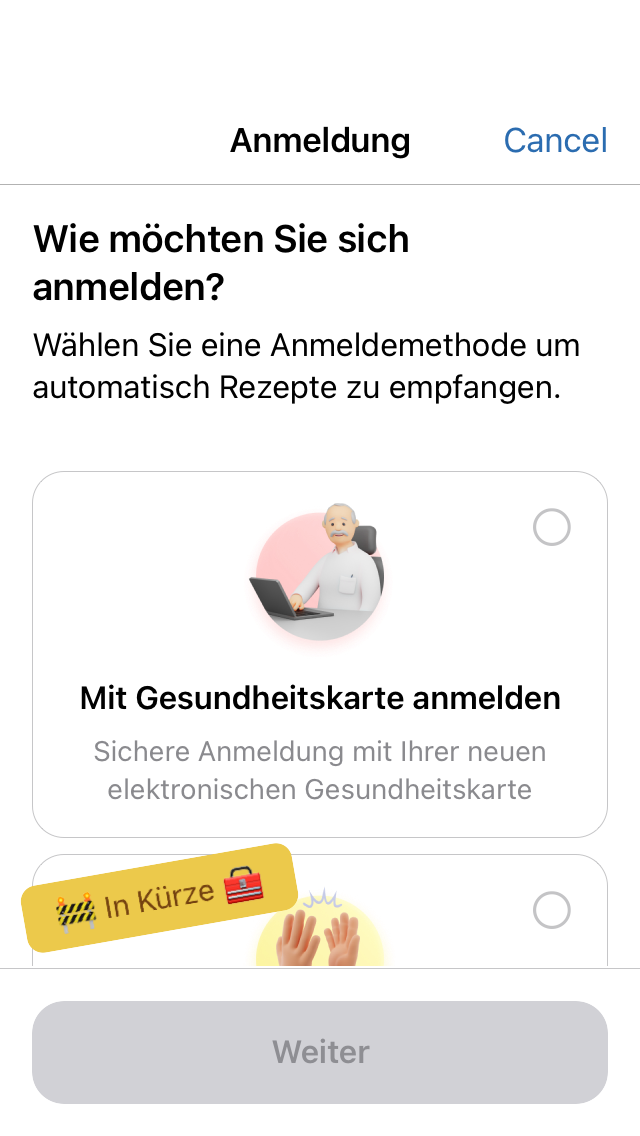 Anmeldung
Cancel
Wie möchten Sie sich
anmelden?
Wählen Sie eine Anmeldemethode um
automatisch Rezepte zu empfangen.
Mit Gesundheitskarte anmelden
Sichere Anmeldung mit Ihrer neuen
elektronischen Gesundheitskarte
🚧 In Kürze 🧰
Weiter